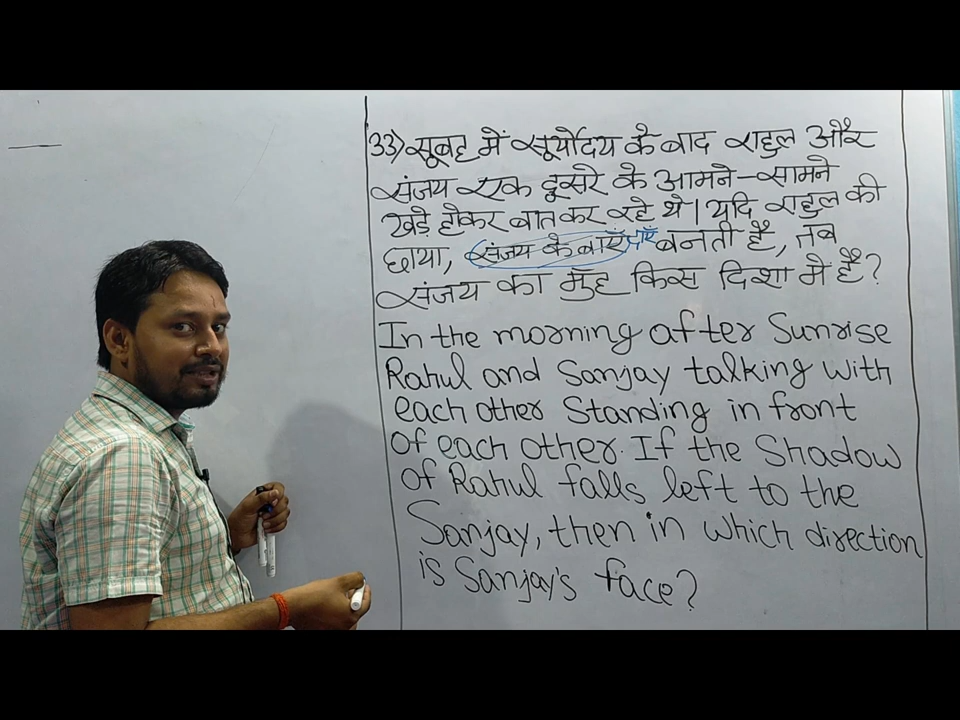 33) सूबह में सूर्योदय के बाद राहुल और
संजय एक दूसरे के आमने-सामने
खड़े होकर बात कर रहे थे। यदि राहुल की
छाया, संजय के बाएँ बनती है, तब
संजय का मुँह किस दिशा में है?
In the morning after Sunrise
Rahul and Sanjay talking with
each other Standing in front
of each other. If the Shadow
of Rahul falls left to the
Sanjay, then in which direction
is Sanjay's face?